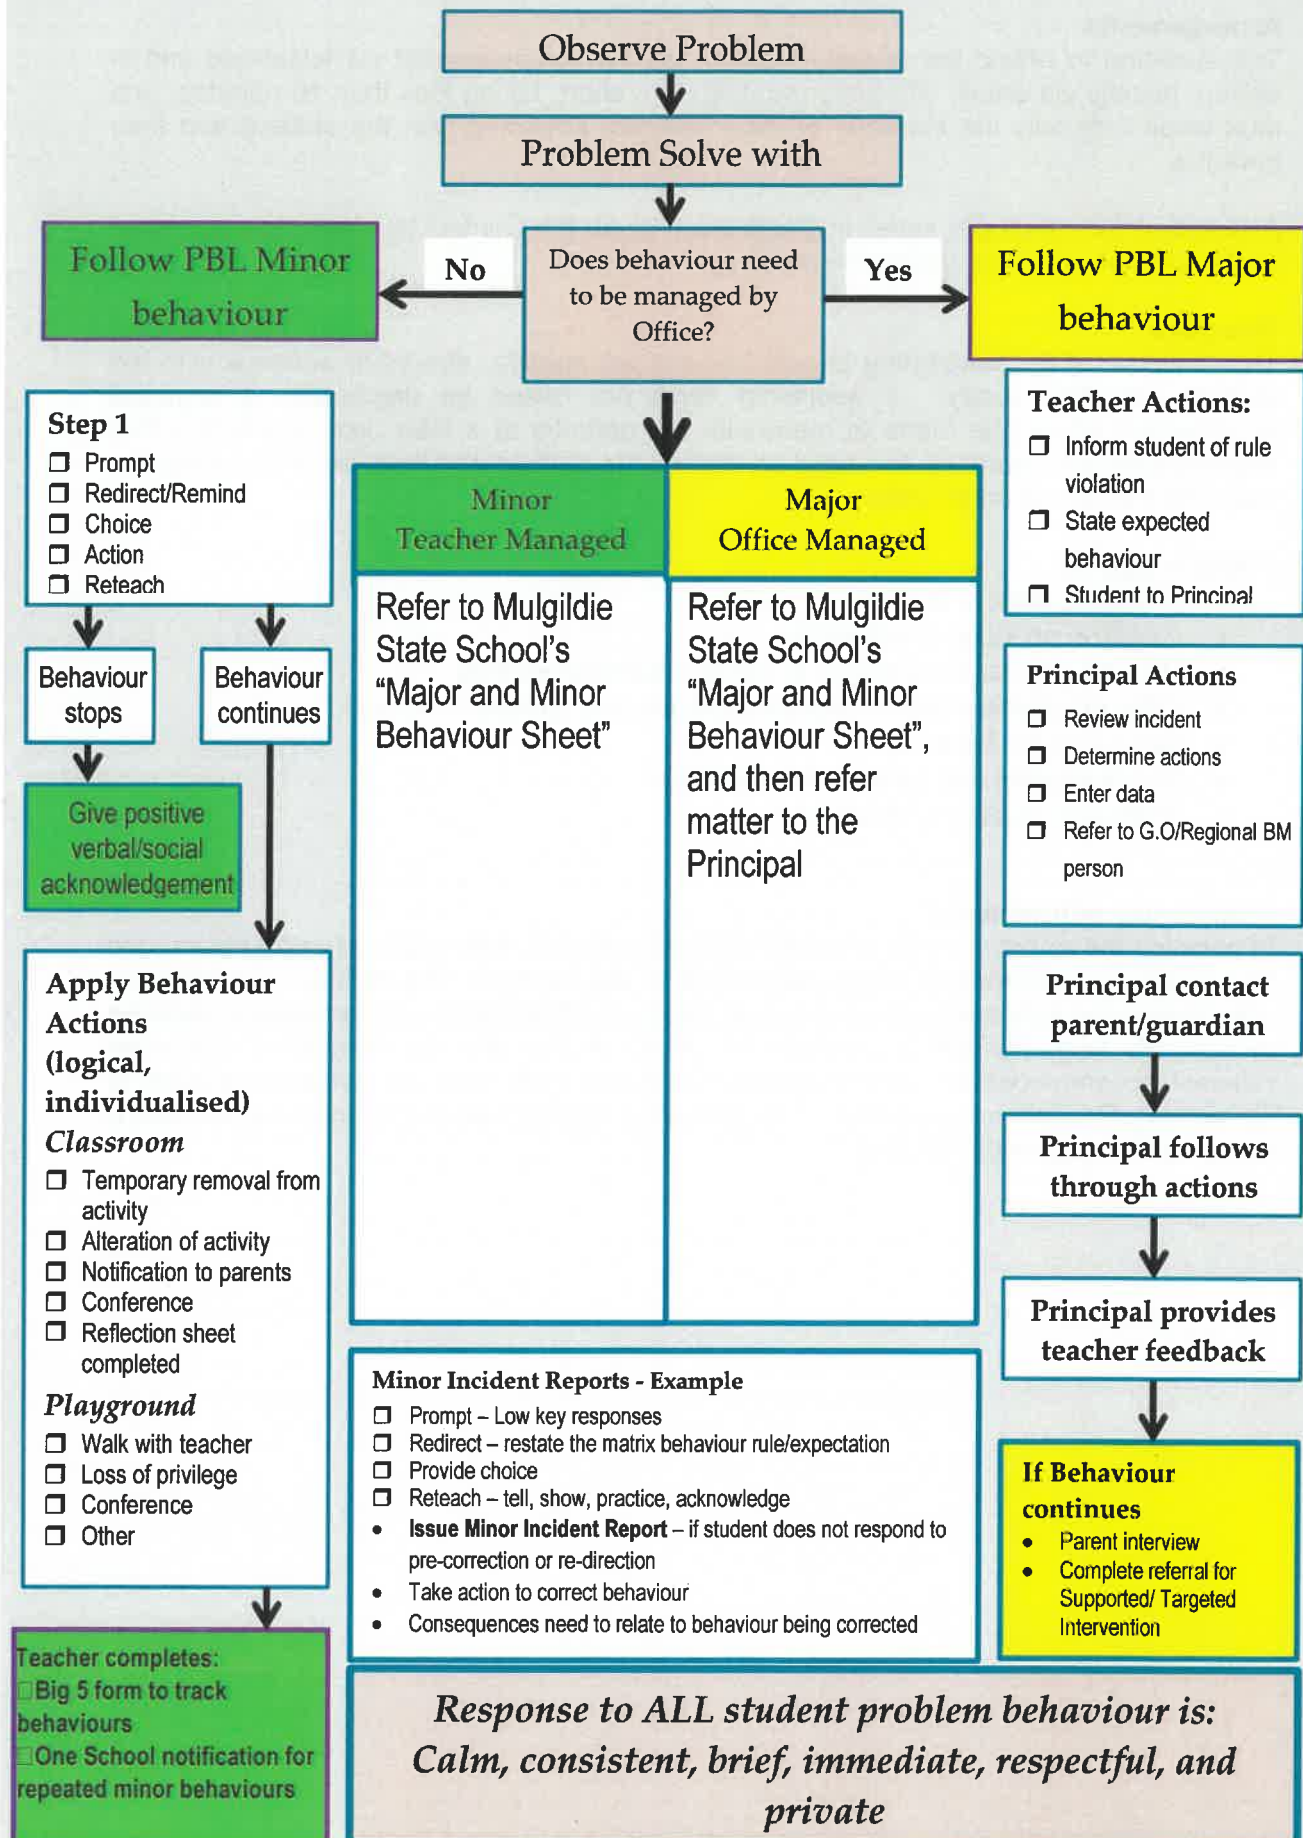 Observe Problem
Problem Solve with
Follow PBL Minor
behaviour
No
Does behaviour need
to be managed by
Office?
Yes
Follow PBL Major
behaviour
Step 1
Prompt
Redirect/Remind
Choice
Action
Reteach
Behaviour
stops
Behaviour
continues
Give positive
verbal/social
acknowledgement
Apply Behaviour
Actions
(logical,
individualised)
Classroom
Temporary removal from
activity
Alteration of activity
Notification to parents
Conference
Reflection sheet
completed
Playground
Walk with teacher
Loss of privilege
Conference
Other
Teacher completes:
Big 5 form to track
behaviours
One School notification for
repeated minor behaviours
Minor
Teacher Managed
Major
Office Managed
Refer to Mulgildie
State School's
"Major and Minor
Behaviour Sheet"
Refer to Mulgildie
State School's
"Major and Minor
Behaviour Sheet",
and then refer
matter to the
Principal
Minor Incident Reports - Example
Prompt – Low key responses
Redirect – restate the matrix behaviour rule/expectation
Provide choice
Reteach – tell, show, practice, acknowledge
• Issue Minor Incident Report – if student does not respond to
pre-correction or re-direction
• Take action to correct behaviour
• Consequences need to relate to behaviour being corrected
Teacher Actions:
Inform student of rule
violation
State expected
behaviour
Student to Principal
Principal Actions
Review incident
Determine actions
Enter data
Refer to G.O/Regional BM
person
Principal contact
parent/guardian
Principal follows
through actions
Principal provides
teacher feedback
If Behaviour
continues
• Parent interview
• Complete referral for
Supported/ Targeted
Intervention
Response to ALL student problem behaviour is:
Calm, consistent, brief, immediate, respectful, and
private